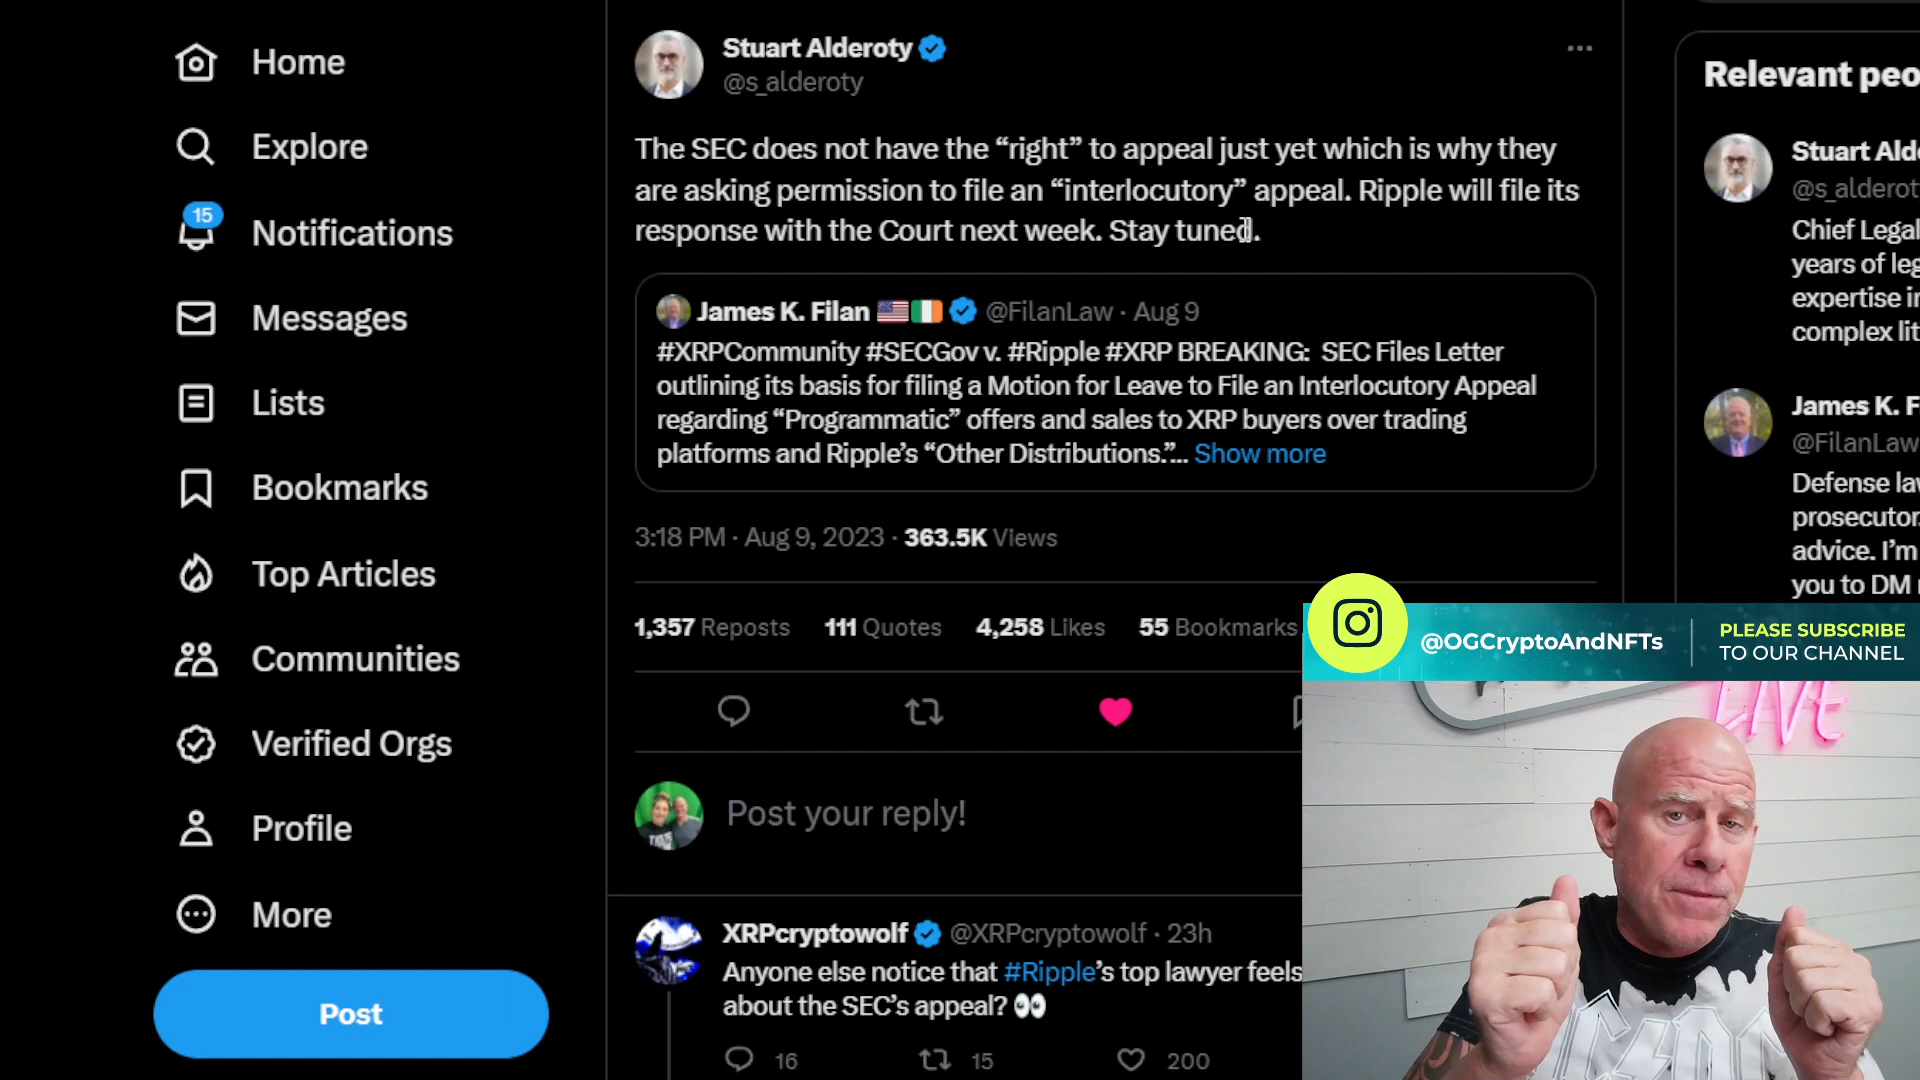 Home
Explore
15
Notifications
Messages
Lists
Bookmarks
Top Articles
Communities
Verified Orgs
Profile
More
Post
Stuart Alderoty
@s_alderoty
The SEC does not have the “right” to appeal just yet which is why they
are asking permission to file an “interlocutory” appeal. Ripple will file its
response with the Court next week. Stay tuned.
James K. Filan 🇺🇸🇮🇪 @FilanLaw · Aug 9
#XRPCommunity #SECGov v. #Ripple #XRP BREAKING: SEC Files Letter
outlining its basis for filing a Motion for Leave to File an Interlocutory Appeal
regarding “Programmatic” offers and sales to XRP buyers over trading
platforms and Ripple’s “Other Distributions.”... Show more
3:18 PM · Aug 9, 2023 · 363.5K Views
1,357 Reposts 111 Quotes 4,258 Likes 55 Bookmarks
Post your reply!
XRPcryptowolf @XRPcryptowolf · 23h
Anyone else notice that #Ripple’s top lawyer feels
about the SEC’s appeal? 👀
16 15 200
Relevant peo
Stuart Ald
@s_alderot
Chief Legal
years of leg
expertise in
complex lit
James K. F
@FilanLaw
Defense la
prosecutor.
advice. I’m
you to DM
@OGCryptoAndNFTs
PLEASE SUBSCRIBE
TO OUR CHANNEL
LIVE